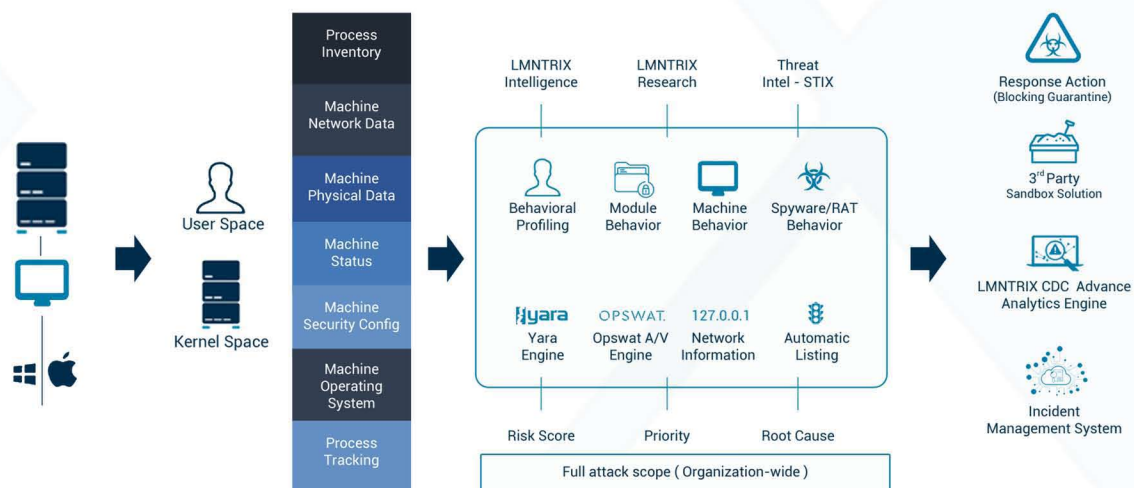 User Space
Kernel Space
Process
Inventory
Machine
Network Data
Machine
Physical Data
Machine
Status
Machine
Security Config
Machine
Operating
System
Process
Tracking
LMNTRIX
Intelligence
LMNTRIX
Research
Threat
Intel - STIX
Behavioral
Profiling
Module
Behavior
Machine
Behavior
Spyware/RAT
Behavior
yara
Yara
Engine
OPSWAT.
Opswat A/V
Engine
127.0.0.1
Network
Information
Automatic
Listing
Risk Score
Priority
Root Cause
Full attack scope ( Organization-wide )
Response Action
(Blocking Guarantine)
3rd Party
Sandbox Solution
LMNTRIX CDC Advance
Analytics Engine
Incident
Management System